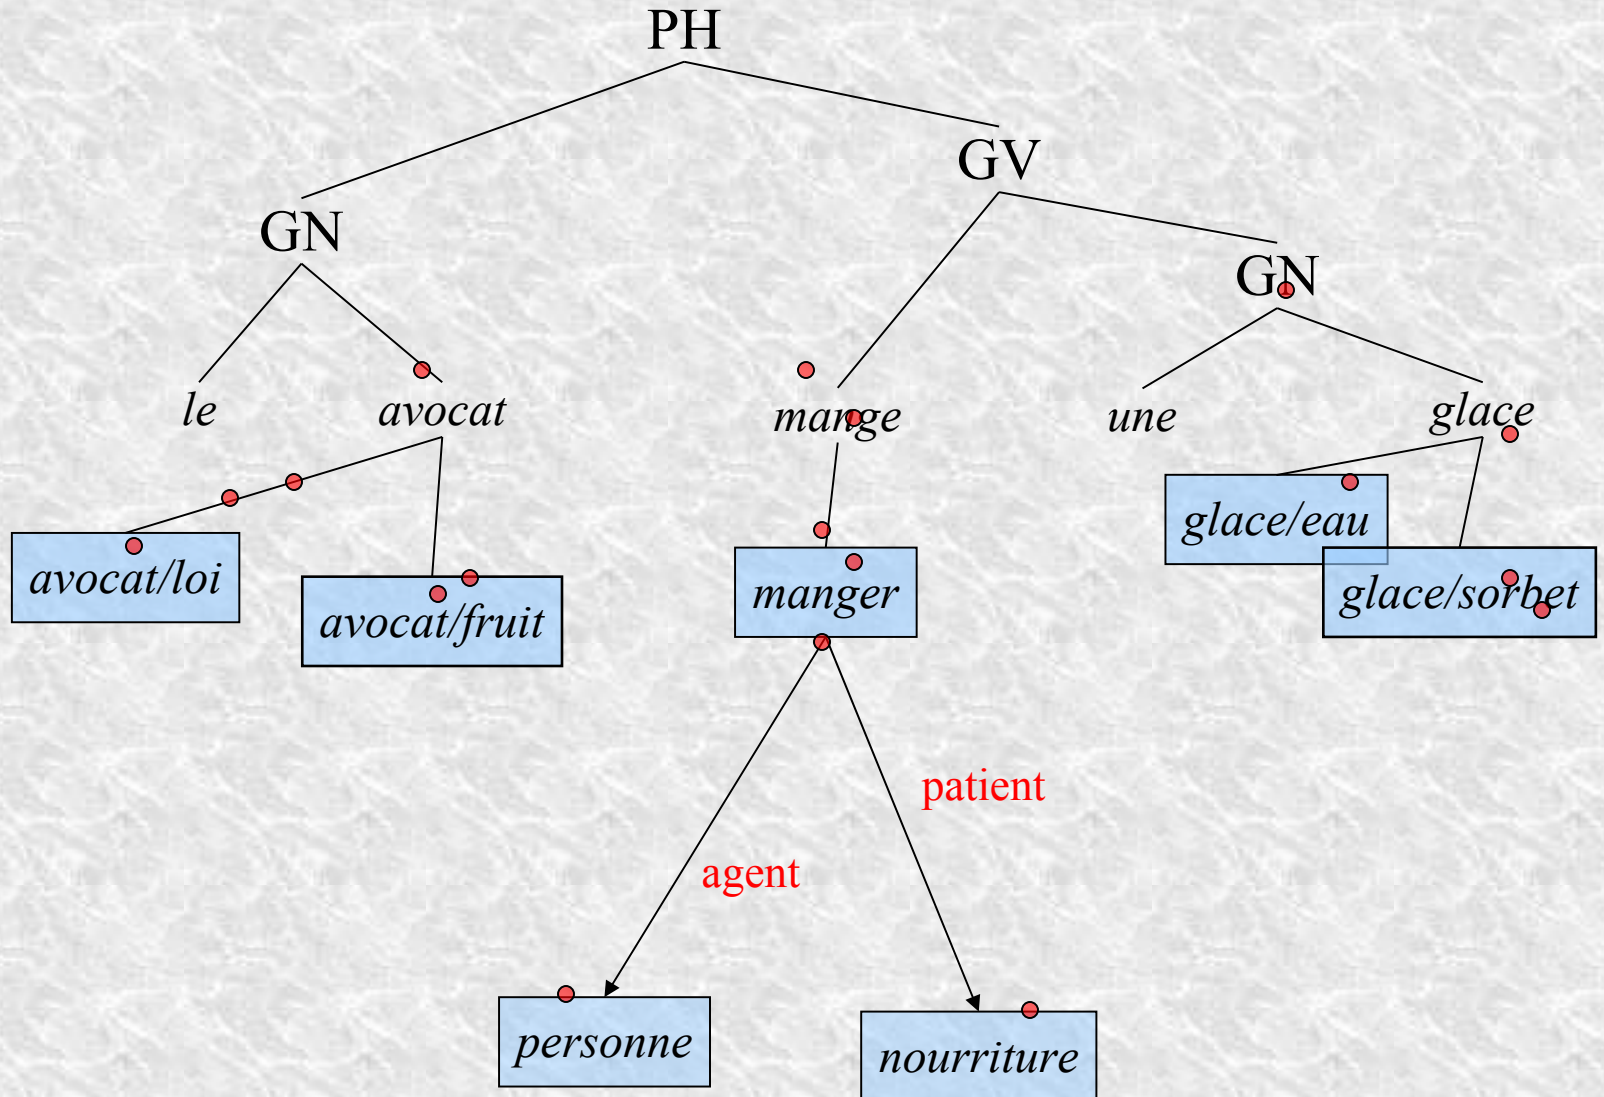 PH
GV
GN
GN
le
avocat
mange
une
glace
glace/eau
avocat/loi
avocat/fruit
manger
glace/sorbet
patient
agent
personne
nourriture